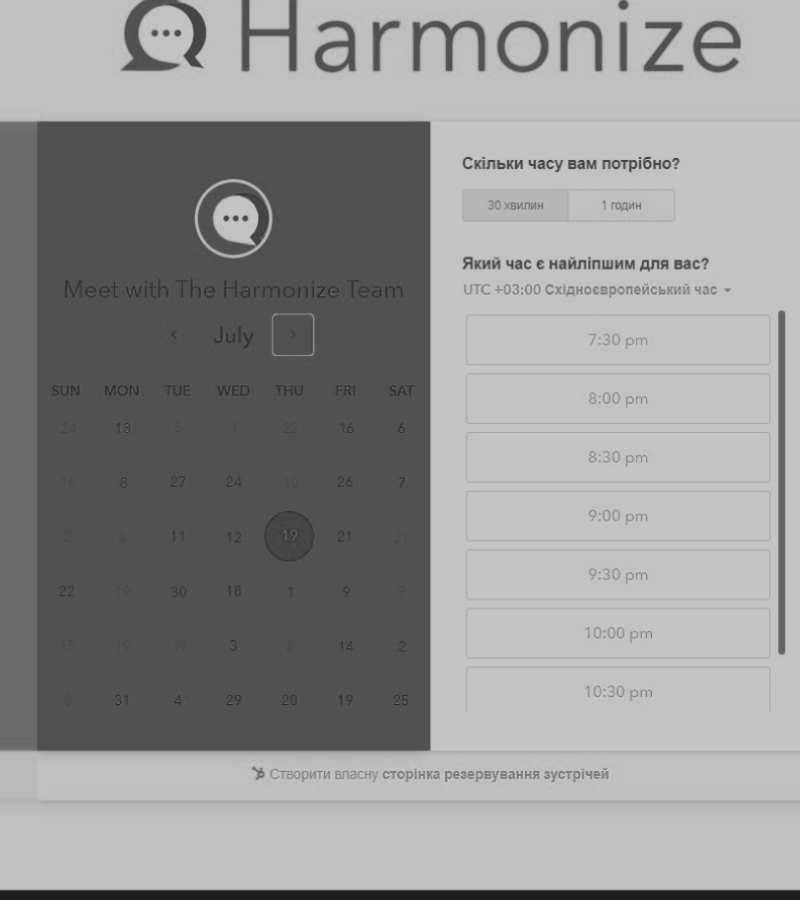 Harmonize
Meet with The Harmonize Team
July
SUN MON TUE WED THU FRI SAT
24 13 5 1 22 16 6
16 8 27 24 10 26 7
2 4 11 12 19 21 21
22 19 30 18 1 9 9
15 19 17 3 4 14 2
8 31 4 29 20 19 25
Скільки часу вам потрібно?
30 хвилин 1 годин
Який час є найліпшим для вас?
UTC +03:00 Східноєвропейський час
7:30 pm
8:00 pm
8:30 pm
9:00 pm
9:30 pm
10:00 pm
10:30 pm
Створити власну сторінка резервування зустрічей